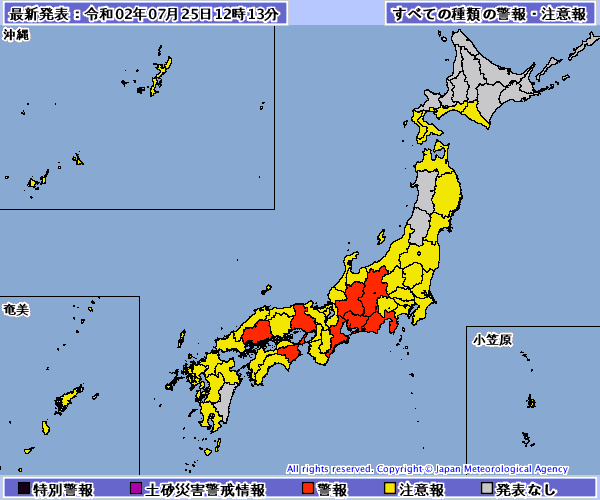 最新発表：令和02年07月25日12時13分
すべての種類の警報・注意報
沖縄
奄美
小笠原
All rights reserved. Copyright © Japan Meteorological Agency
特別警報 土砂災害警戒情報 警報 注意報 発表なし